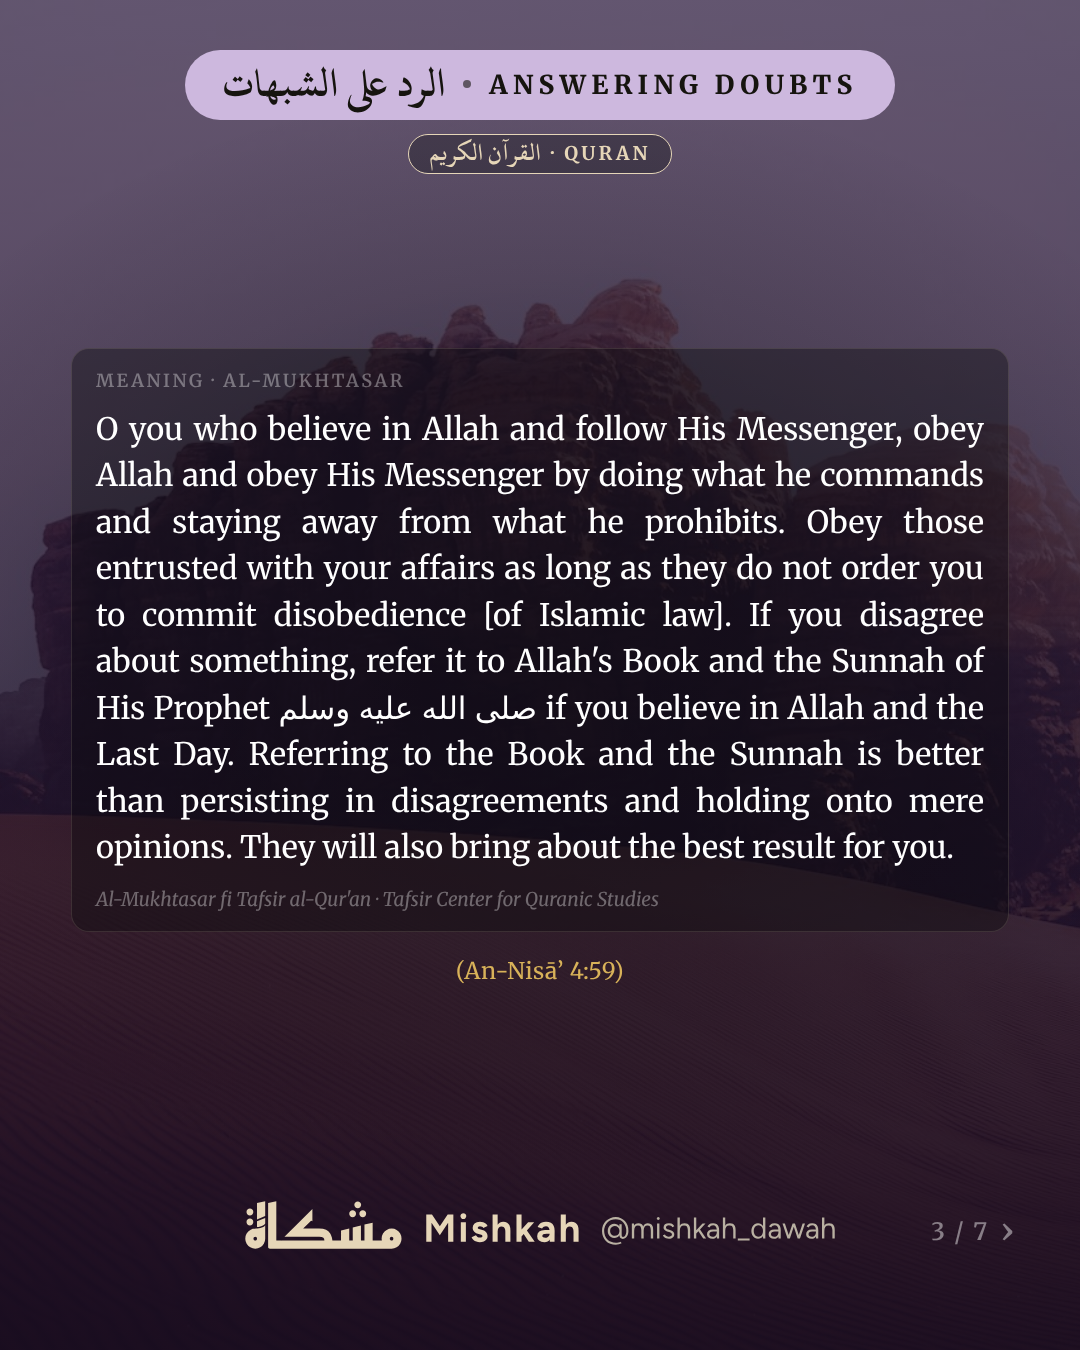 الرد على الشبهات • ANSWERING DOUBTS
القرآن الكريم · QURAN
MEANING · AL-MUKHTASAR
O you who believe in Allah and follow His Messenger, obey
Allah and obey His Messenger by doing what he commands
and staying away from what he prohibits. Obey those
entrusted with your affairs as long as they do not order you
to commit disobedience [of Islamic law]. If you disagree
about something, refer it to Allah's Book and the Sunnah of
His Prophet صلى الله عليه وسلم if you believe in Allah and the
Last Day. Referring to the Book and the Sunnah is better
than persisting in disagreements and holding onto mere
opinions. They will also bring about the best result for you.
Al-Mukhtasar fi Tafsir al-Qur'an · Tafsir Center for Quranic Studies
(An-Nisā’ 4:59)
مشكاة Mishkah @mishkah_dawah 3 / 7 ›